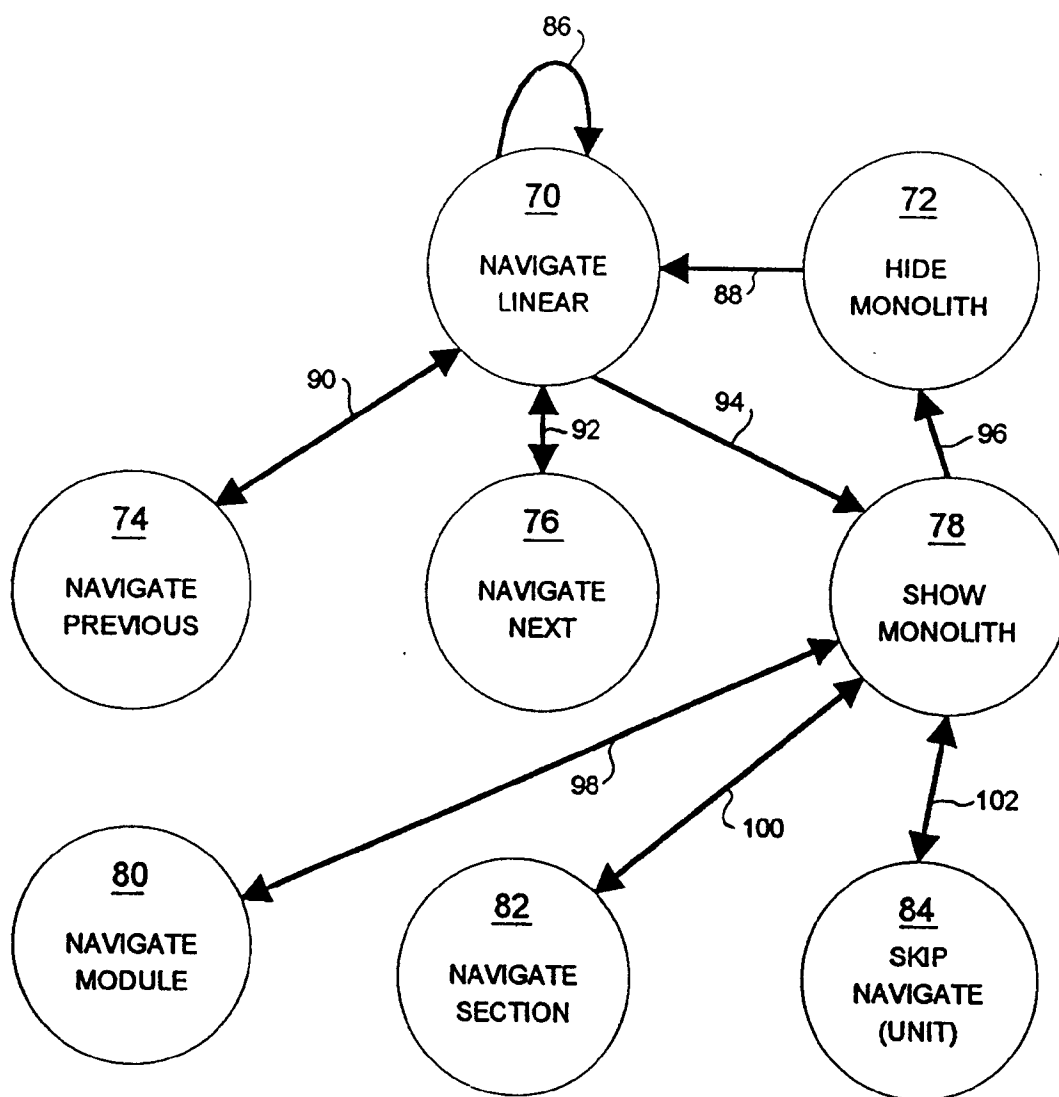 86
70
NAVIGATE
LINEAR
72
HIDE
MONOLITH
88
90
92
94
96
74
NAVIGATE
PREVIOUS
76
NAVIGATE
NEXT
78
SHOW
MONOLITH
98
100
102
80
NAVIGATE
MODULE
82
NAVIGATE
SECTION
84
SKIP
NAVIGATE
(UNIT)